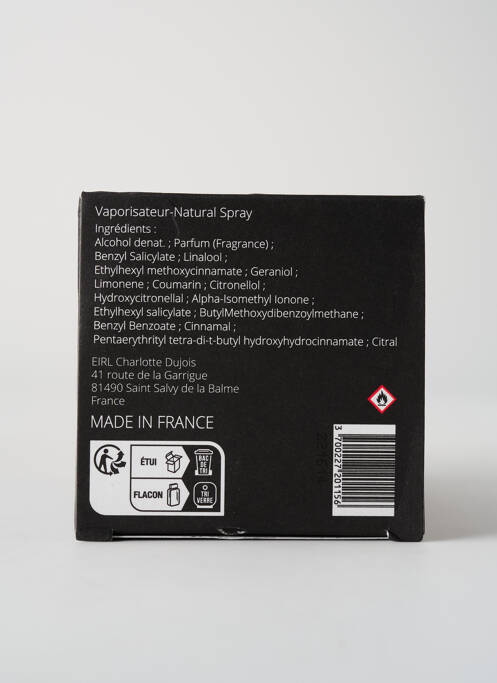 Vaporisateur-Natural Spray
Ingrédients :
Alcohol denat. ; Parfum (Fragrance) ;
Benzyl Salicylate ; Linalool ;
Ethylhexyl methoxycinnamate ; Geraniol ;
Limonene ; Coumarin ; Citronellol ;
Hydroxycitronellal ; Alpha-Isomethyl Ionone ;
Ethylhexyl salicylate ; ButylMethoxydibenzoylmethane ;
Benzyl Benzoate ; Cinnamal ;
Pentaerythrityl tetra-di-t-butyl hydroxyhydrocinnamate ; Citral
EIRL Charlotte Dujois
41 route de la Garrigue
81490 Saint Salvy de la Balme
France
MADE IN FRANCE
ÉTUI
BAC
DE
TRI
FLACON
TRI
VERRE
3 700227 201156